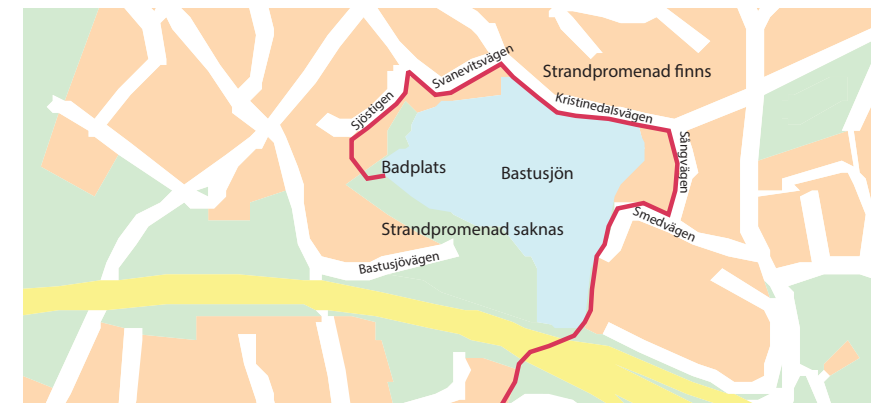 Svanevitsvägen
Strandpromenad finns
Sjöstigen
Kristinedalsvägen
Sångvägen
Badplats
Bastusjön
Smedvägen
Strandpromenad saknas
Bastusjövägen